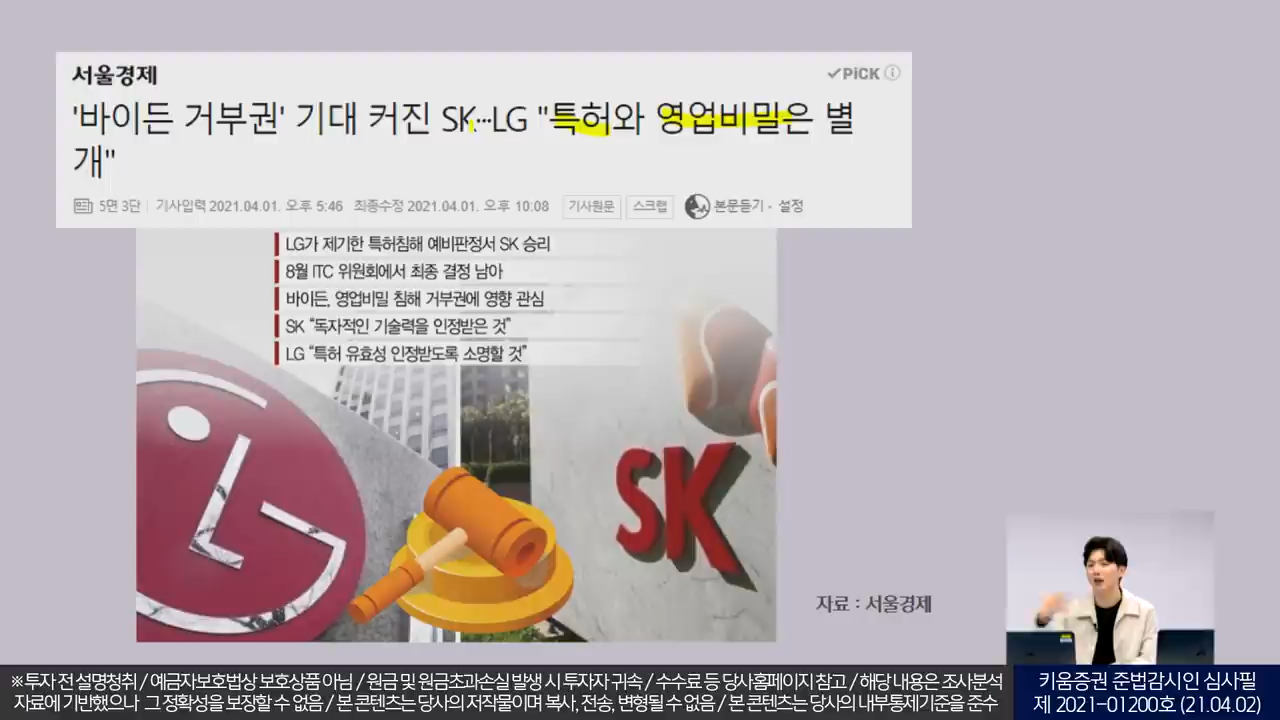 서울경제
✓PiCK ⓘ
'바이든 거부권' 기대 커진 SK…LG "특허와 영업비밀은 별
개"
5면 3단 기사입력 2021.04.01. 오후 5:46 최종수정 2021.04.01. 오후 10:08 기사원문 스크랩 본문듣기 · 설정
LG가 제기한 특허침해 예비판정서 SK 승리
8월 ITC 위원회에서 최종 결정 남아
바이든, 영업비밀 침해 거부권에 영향 관심
SK “독자적인 기술력을 인정받은 것”
LG “특허 유효성 인정받도록 소명할 것”
LG
SK
자료 : 서울경제
※투자 전 설명청취 / 예금자보호법상 보호상품 아님 / 원금 및 원금초과손실 발생 시 투자자 귀속 / 수수료 등 당사홈페이지 참고 / 해당 내용은 조사분석
자료에 기반했으나 그 정확성을 보장할 수 없음 / 본 콘텐츠는 당사의 저작물이며 복사, 전송, 변형될 수 없음 / 본 콘텐츠는 당사의 내부통제기준을 준수
키움증권 준법감시인 심사필
제 2021-01200호 (21.04.02)